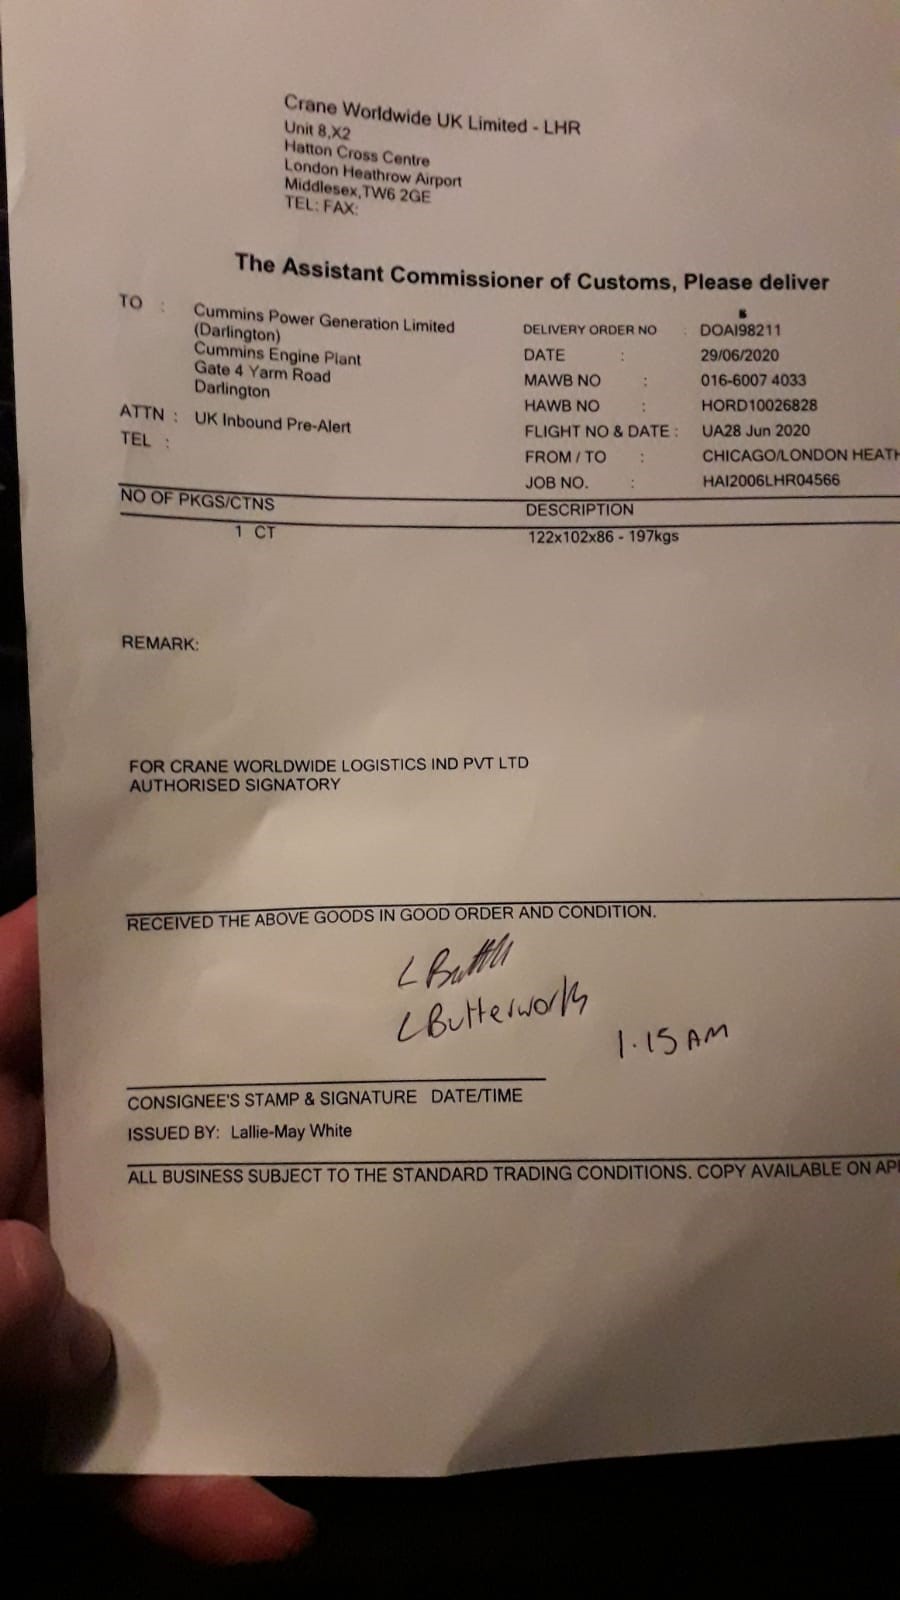 Crane Worldwide UK Limited - LHR
Unit 8,X2
Hatton Cross Centre
London Heathrow Airport
Middlesex,TW6 2GE
TEL: FAX:
The Assistant Commissioner of Customs, Please deliver
TO : Cummins Power Generation Limited
(Darlington)
Cummins Engine Plant
Gate 4 Yarm Road
Darlington
ATTN : UK Inbound Pre-Alert
TEL :
DELIVERY ORDER NO : DOAI98211
DATE : 29/06/2020
MAWB NO : 016-6007 4033
HAWB NO : HORD10026828
FLIGHT NO & DATE : UA28 Jun 2020
FROM / TO : CHICAGO/LONDON HEATH
JOB NO. : HAI2006LHR04566
NO OF PKGS/CTNS DESCRIPTION
1 CT 122x102x86 - 197kgs
REMARK:
FOR CRANE WORLDWIDE LOGISTICS IND PVT LTD
AUTHORISED SIGNATORY
RECEIVED THE ABOVE GOODS IN GOOD ORDER AND CONDITION.
L Butterworth
1.15 AM
CONSIGNEE'S STAMP & SIGNATURE DATE/TIME
ISSUED BY: Lallie-May White
ALL BUSINESS SUBJECT TO THE STANDARD TRADING CONDITIONS. COPY AVAILABLE ON